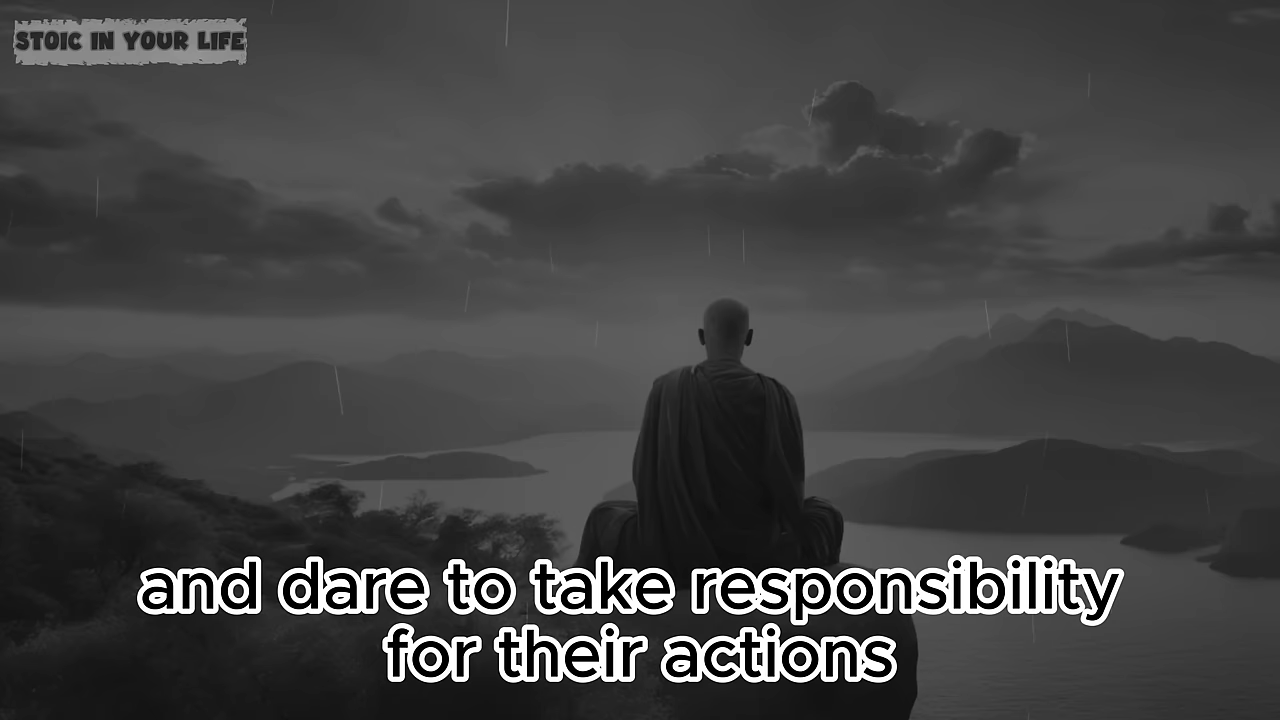 STOIC IN YOUR LIFE
and dare to take responsibility
for their actions